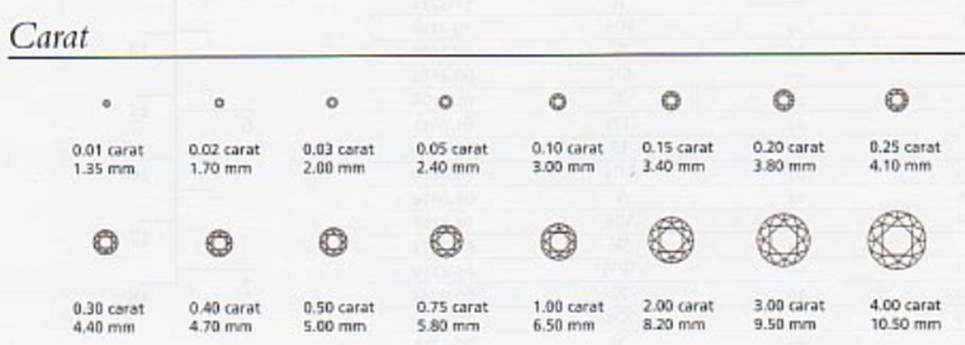 Carat
0.01 carat 0.02 carat 0.03 carat 0.05 carat 0.10 carat 0.15 carat 0.20 carat 0.25 carat
1.35 mm 1.70 mm 2.00 mm 2.40 mm 3.00 mm 3.40 mm 3.80 mm 4.10 mm
0.30 carat 0.40 carat 0.50 carat 0.75 carat 1.00 carat 2.00 carat 3.00 carat 4.00 carat
4.40 mm 4.70 mm 5.00 mm 5.80 mm 6.50 mm 8.20 mm 9.50 mm 10.50 mm